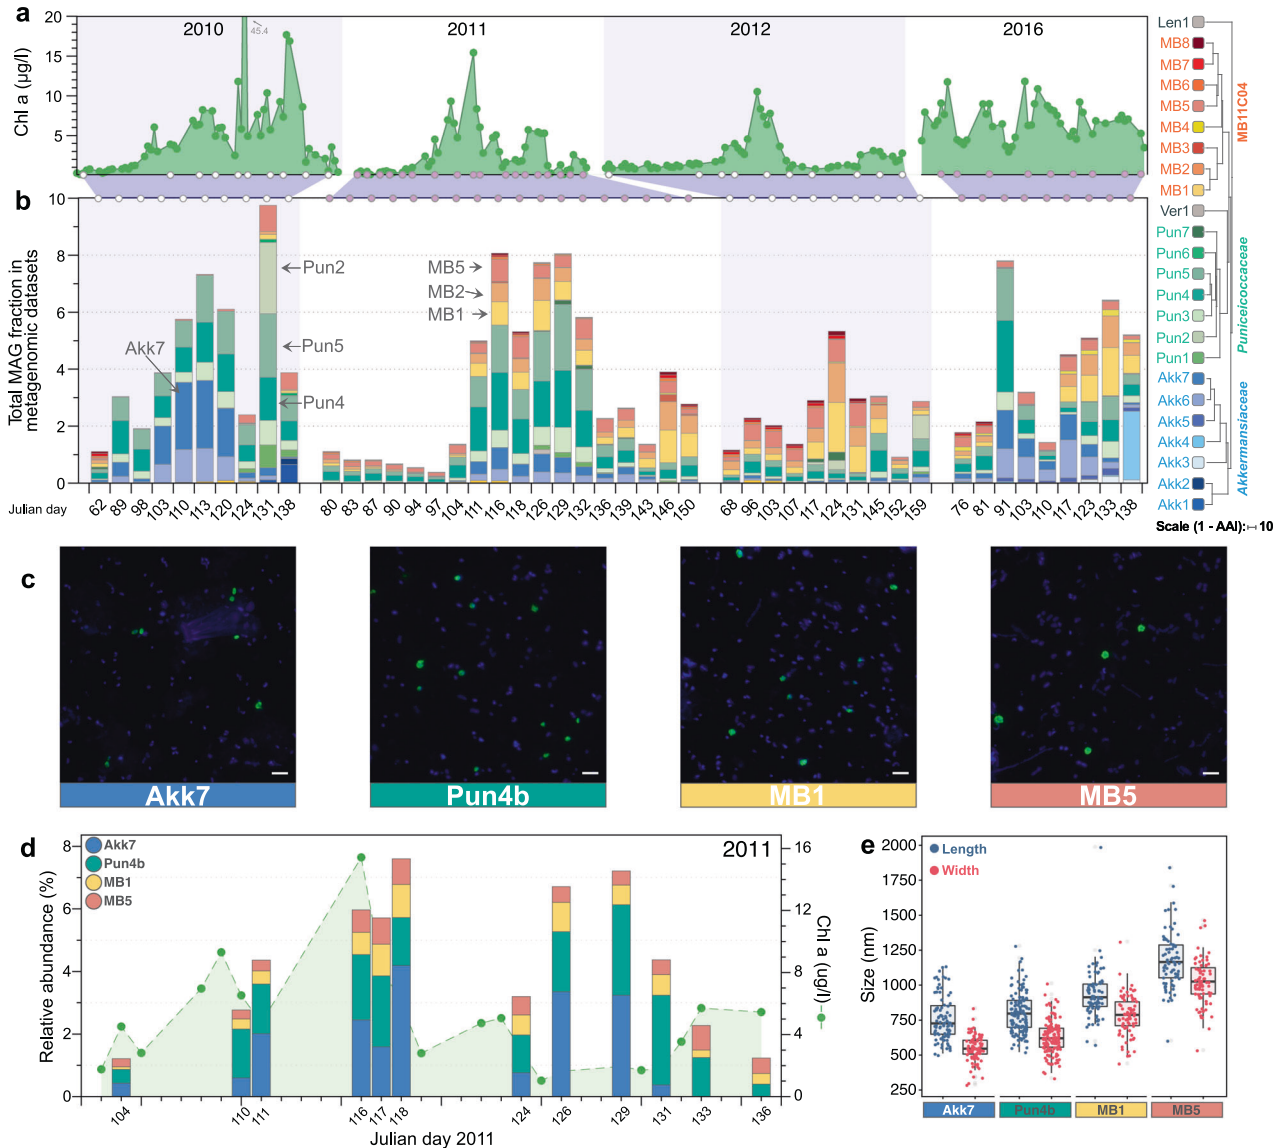 a
20
15
10
5
Chl a (µg/l)
2010
45.4
2011
2012
2016
b
10
8
6
4
2
0
Total MAG fraction in
metagenomic datasets
Akk7
Pun2
Pun5
Pun4
MB5
MB2
MB1
Julian day
62 89 98 103 110 113 120 124 131 138
80 83 87 90 94 97 104 111 116 118 126 129 132 136 139 143 146 150
68 96 103 107 117 124 131 145 152 159
76 81 91 103 110 117 123 133 138
Len1
MB8
MB7
MB6
MB5
MB4
MB3
MB2
MB1
Ver1
Pun7
Pun6
Pun5
Pun4
Pun3
Pun2
Pun1
Akk7
Akk6
Akk5
Akk4
Akk3
Akk2
Akk1
MB11C04
Puniceicoccaceae
Akkermansiaceae
Scale (1 - AAI): 10
c
Akk7
Pun4b
MB1
MB5
d
Akk7
Pun4b
MB1
MB5
2011
8
6
4
2
0
Relative abundance (%)
16
12
8
4
0
Chl a (ug/l)
104 110 111 116 117 118 124 126 129 131 133 136
Julian day 2011
e
Length
Width
2000
1750
1500
1250
1000
750
500
250
Size (nm)
Akk7
Pun4b
MB1
MB5